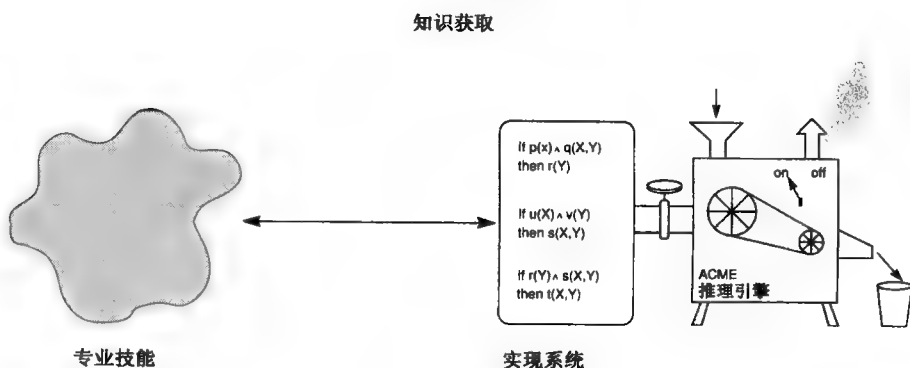 知识获取
If p(x) ∧ q(X,Y)
then r(Y)
If u(X) ∧ v(Y)
then s(X,Y)
If r(Y) ∧ s(X,Y)
then t(X,Y)
on off
ACME
推理引擎
专业技能
实现系统